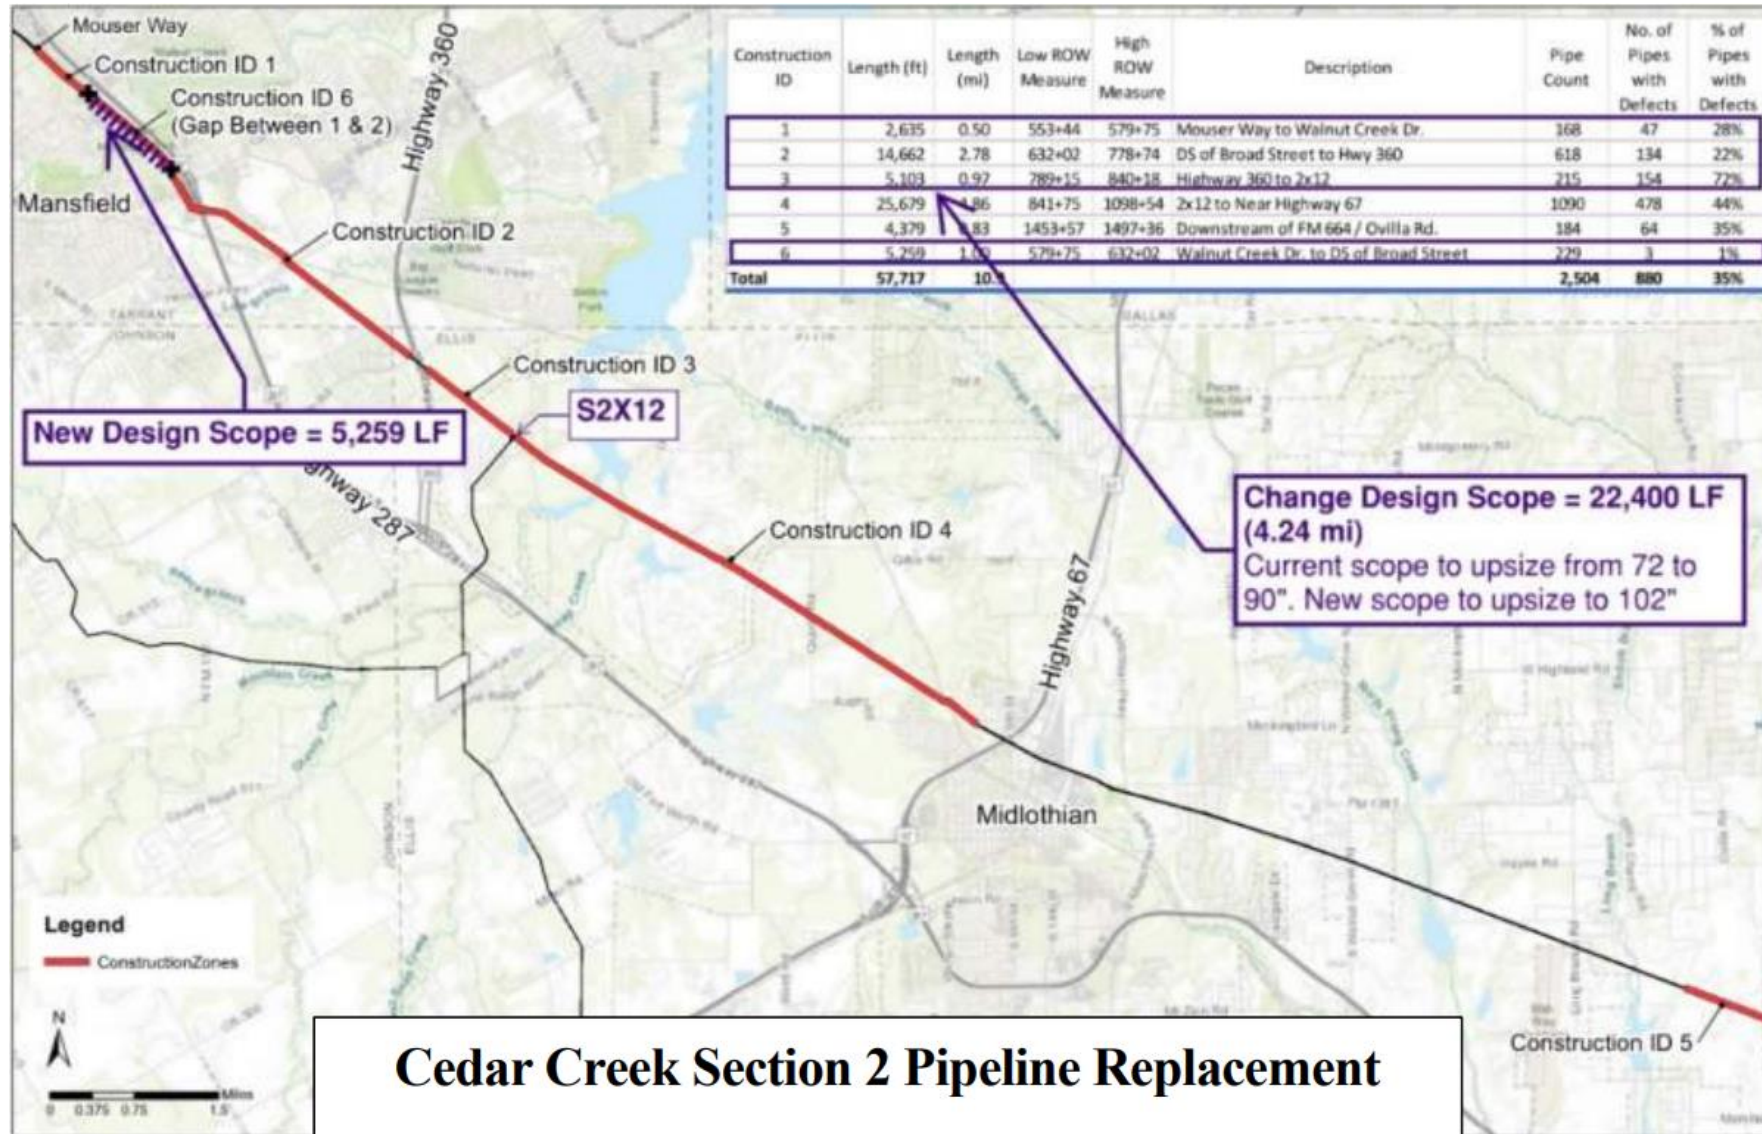 Mouser Way
Construction ID 1
Construction ID 6
(Gap Between 1 & 2)
Mansfield
Highway 360
Construction ID 2
Construction ID Length (ft) Length (mi) Low ROW Measure High ROW Measure Description Pipe Count No. of Pipes with Defects % of Pipes with Defects
1 2,635 0.50 553+44 579+75 Mouser Way to Walnut Creek Dr. 168 47 28%
2 14,662 2.78 632+02 778+74 DS of Broad Street to Hwy 360 618 134 22%
3 5,103 0.97 789+15 840+18 Highway 360 to 2x12 215 154 72%
4 25,679 841+75 1098+54 2x12 to Near Highway 67 1090 478 44%
5 4,379 1453+57 1497+36 Downstream of FM 664 / Ovilla Rd. 184 64 35%
6 5,259 579+75 632+02 Walnut Creek Dr. to DS of Broad Street 229 3 1%
Total 57,717 2,504 880 35%
TARRANT
JOHNSON
ELLIS
DALLAS
ELLIS
Construction ID 3
S2X12
New Design Scope = 5,259 LF
Highway 287
Construction ID 4
Change Design Scope = 22,400 LF
(4.24 mi)
Current scope to upsize from 72 to
90". New scope to upsize to 102"
Highway 67
Midlothian
Legend
ConstructionZones
N
Miles
0 0.375 0.75 1.5
Construction ID 5
Cedar Creek Section 2 Pipeline Replacement